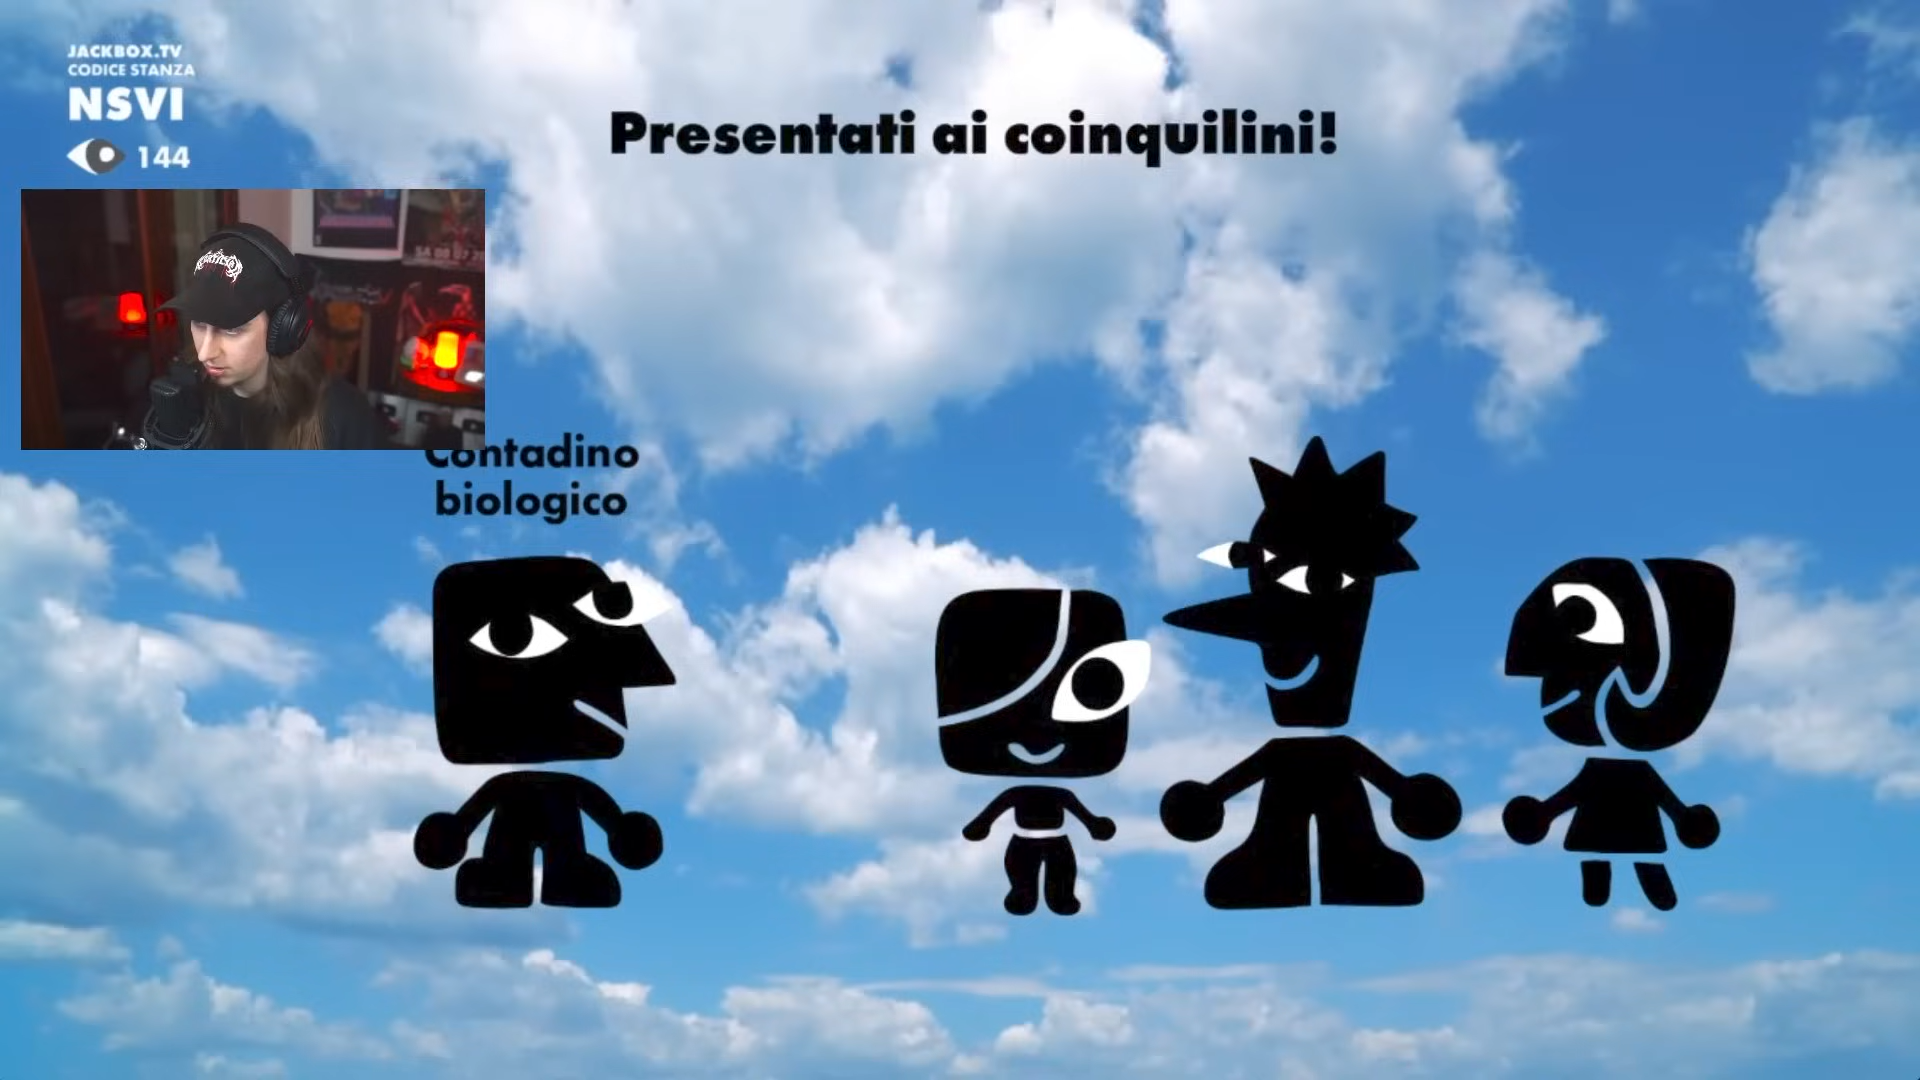 JACKBOX.TV
CODICE STANZA
NSVI
144
Presentati ai coinquilini!
Contadino
biologico